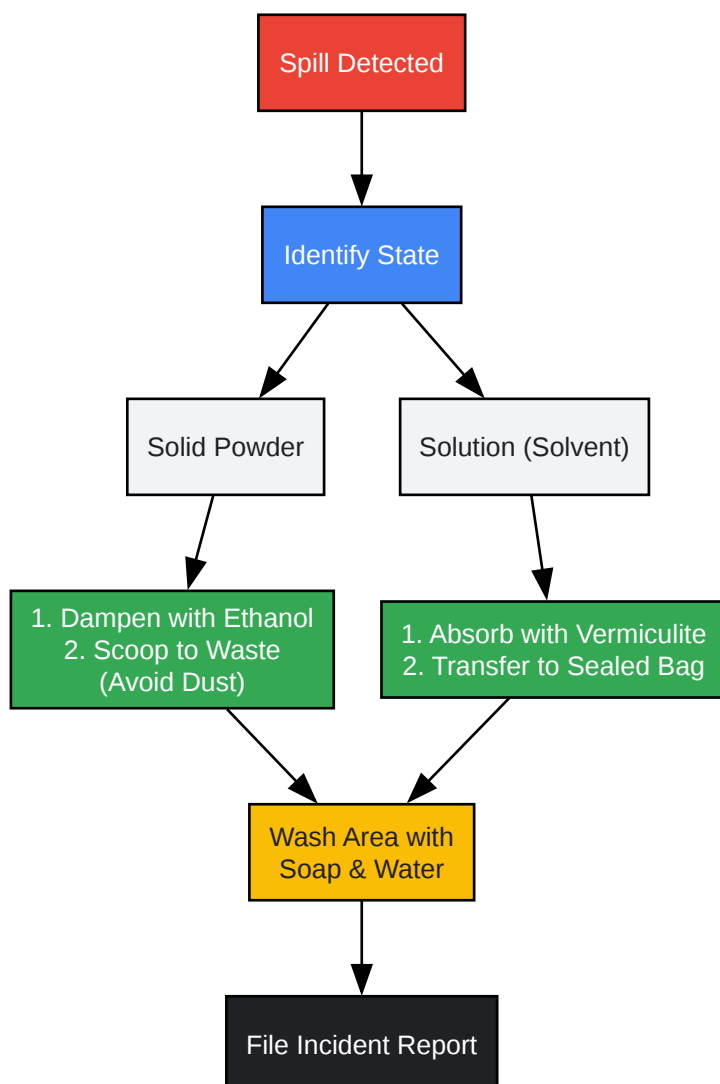 Spill Detected
Identify State
Solid Powder
Solution (Solvent)
1. Dampen with Ethanol
2. Scoop to Waste
(Avoid Dust)
1. Absorb with Vermiculite
2. Transfer to Sealed Bag
Wash Area with
Soap & Water
File Incident Report